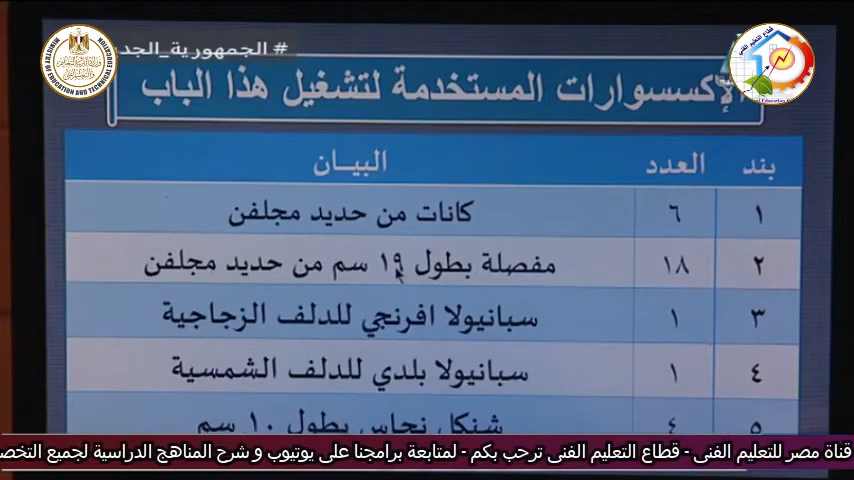 #الجمهورية_الجديدة
الإكسسوارات المستخدمة لتشغيل هذا الباب
بند العدد البيــان
١ ٦ كانات من حديد مجلفن
٢ ١٨ مفصلة بطول ١٩ سم من حديد مجلفن
٣ ١ سبانيولا افرنجي للدلف الزجاجية
٤ ١ سبانيولا بلدي للدلف الشمسية
٥ ٤ شنكل نحاس بطول ١٠ سم
قناة مصر للتعليم الفنى - قطاع التعليم الفنى ترحب بكم - لمتابعة برامجنا على يوتيوب و شرح المناهج الدراسية لجميع